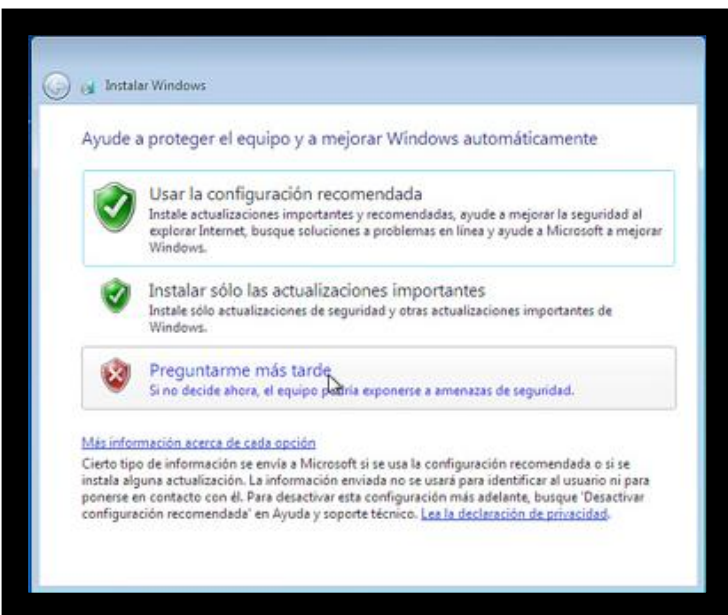 Instalar Windows
Ayude a proteger el equipo y a mejorar Windows automáticamente
Usar la configuración recomendada
Instale actualizaciones importantes y recomendadas, ayude a mejorar la seguridad al
explorar Internet, busque soluciones a problemas en línea y ayude a Microsoft a mejorar
Windows.
Instalar sólo las actualizaciones importantes
Instale sólo actualizaciones de seguridad y otras actualizaciones importantes de
Windows.
Preguntarme más tarde
Si no decide ahora, el equipo podría exponerse a amenazas de seguridad.
Más información acerca de cada opción
Cierto tipo de información se envía a Microsoft si se usa la configuración recomendada o si se
instala alguna actualización. La información enviada no se usará para identificar al usuario ni para
ponerse en contacto con él. Para desactivar esta configuración más adelante, busque 'Desactivar
configuración recomendada' en Ayuda y soporte técnico. Lea la declaración de privacidad.